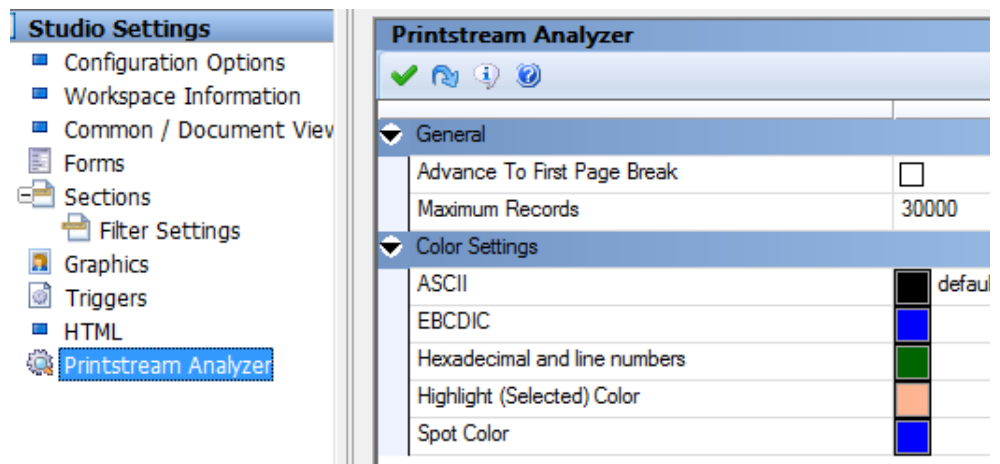 Studio Settings
Configuration Options
Workspace Information
Common / Document View
Forms
Sections
Filter Settings
Graphics
Triggers
HTML
Printstream Analyzer
Printstream Analyzer
General
Advance To First Page Break
Maximum Records 30000
Color Settings
ASCII defaul
EBCDIC
Hexadecimal and line numbers
Highlight (Selected) Color
Spot Color